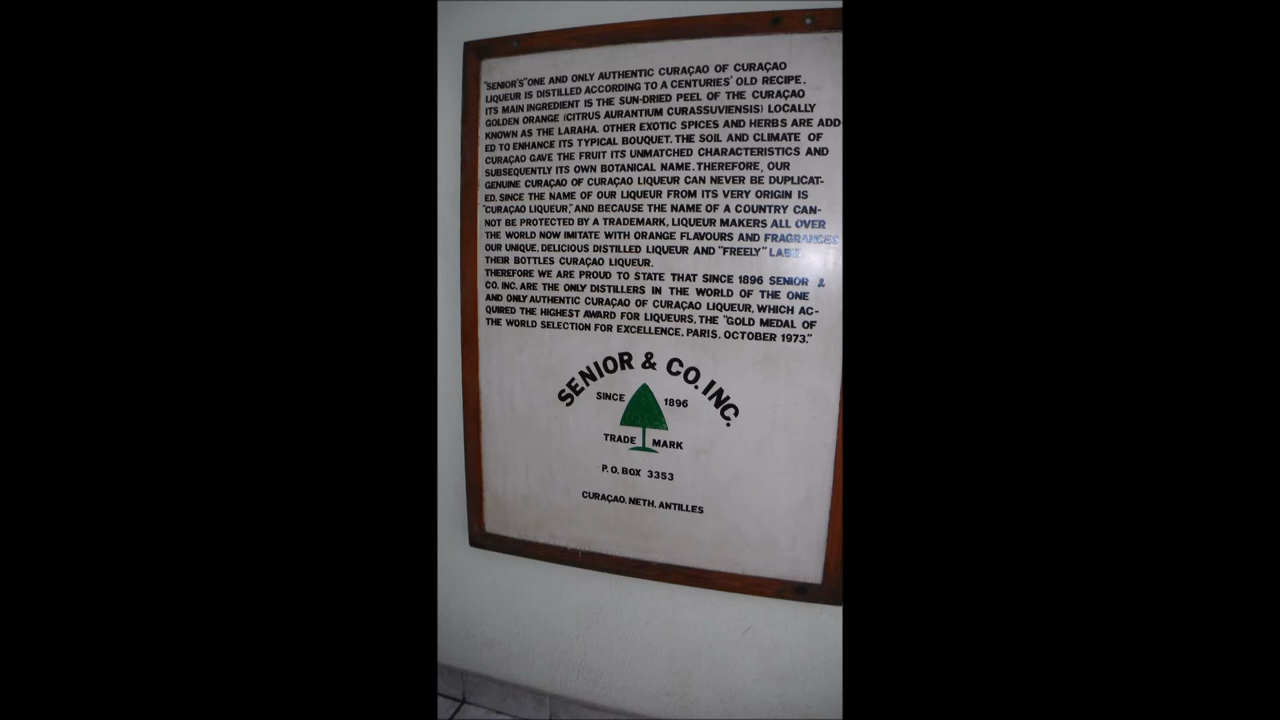 "SENIOR'S" ONE AND ONLY AUTHENTIC CURAÇAO OF CURAÇAO
LIQUEUR IS DISTILLED ACCORDING TO A CENTURIES' OLD RECIPE.
ITS MAIN INGREDIENT IS THE SUN-DRIED PEEL OF THE CURAÇAO
GOLDEN ORANGE (CITRUS AURANTIUM CURASSUVIENSIS) LOCALLY
KNOWN AS THE LARAHA. OTHER EXOTIC SPICES AND HERBS ARE ADD-
ED TO ENHANCE ITS TYPICAL BOUQUET. THE SOIL AND CLIMATE OF
CURAÇAO GAVE THE FRUIT ITS UNMATCHED CHARACTERISTICS AND
SUBSEQUENTLY ITS OWN BOTANICAL NAME. THEREFORE, OUR
GENUINE CURAÇAO OF CURAÇAO LIQUEUR CAN NEVER BE DUPLICAT-
ED. SINCE THE NAME OF OUR LIQUEUR FROM ITS VERY ORIGIN IS
"CURAÇAO LIQUEUR," AND BECAUSE THE NAME OF A COUNTRY CAN-
NOT BE PROTECTED BY A TRADEMARK, LIQUEUR MAKERS ALL OVER
THE WORLD NOW IMITATE WITH ORANGE FLAVOURS AND FRAGRANCES
OUR UNIQUE, DELICIOUS DISTILLED LIQUEUR AND "FREELY" LABEL
THEIR BOTTLES CURAÇAO LIQUEUR.
THEREFORE WE ARE PROUD TO STATE THAT SINCE 1896 SENIOR &
CO. INC. ARE THE ONLY DISTILLERS IN THE WORLD OF THE ONE
AND ONLY AUTHENTIC CURAÇAO OF CURAÇAO LIQUEUR, WHICH AC-
QUIRED THE HIGHEST AWARD FOR LIQUEURS, THE "GOLD MEDAL OF
THE WORLD SELECTION FOR EXCELLENCE, PARIS, OCTOBER 1973."
SENIOR & CO. INC.
SINCE 1896
TRADE MARK
P.O. BOX 3353
CURAÇAO, NETH. ANTILLES